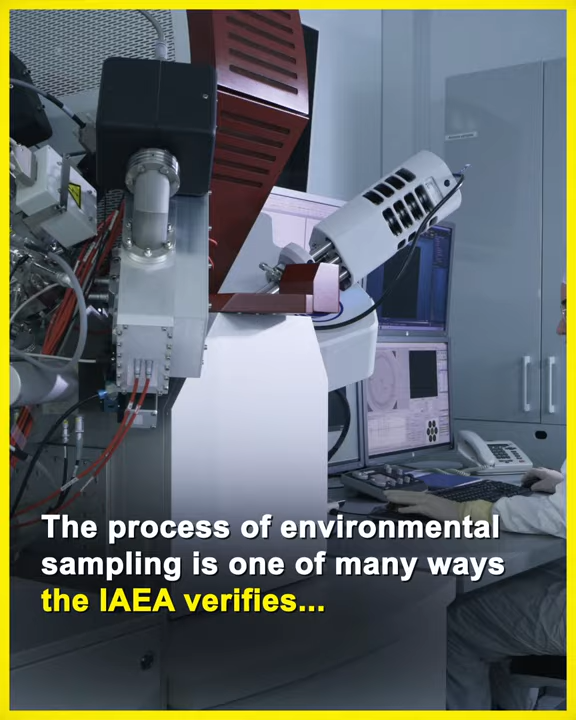 The process of environmental
sampling is one of many ways
the IAEA verifies...